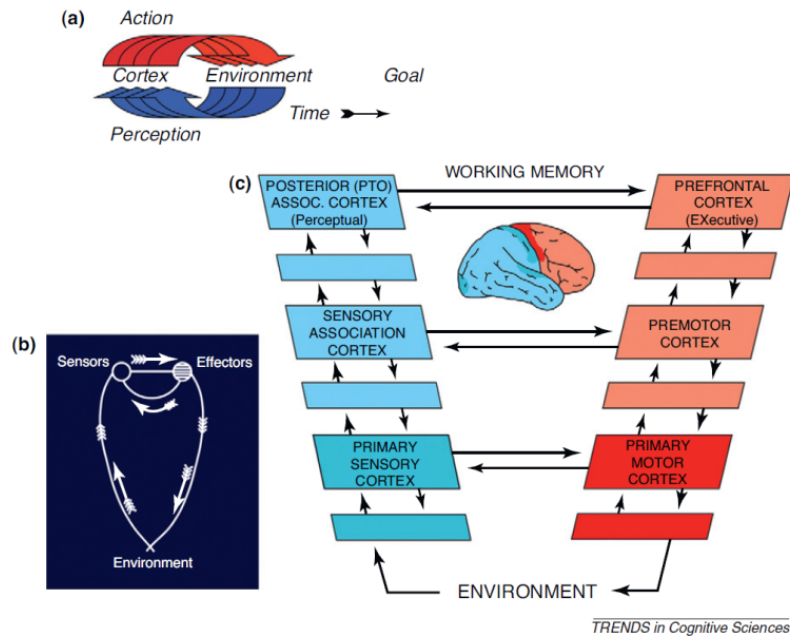 (a)
Action
Cortex
Environment
Goal
Time
Perception
(c)
WORKING MEMORY
POSTERIOR (PTO)
ASSOC. CORTEX
(Perceptual)
PREFRONTAL
CORTEX
(EXecutive)
SENSORY
ASSOCIATION
CORTEX
PREMOTOR
CORTEX
(b)
Sensors
Effectors
Environment
PRIMARY
SENSORY
CORTEX
PRIMARY
MOTOR
CORTEX
ENVIRONMENT
TRENDS in Cognitive Sciences